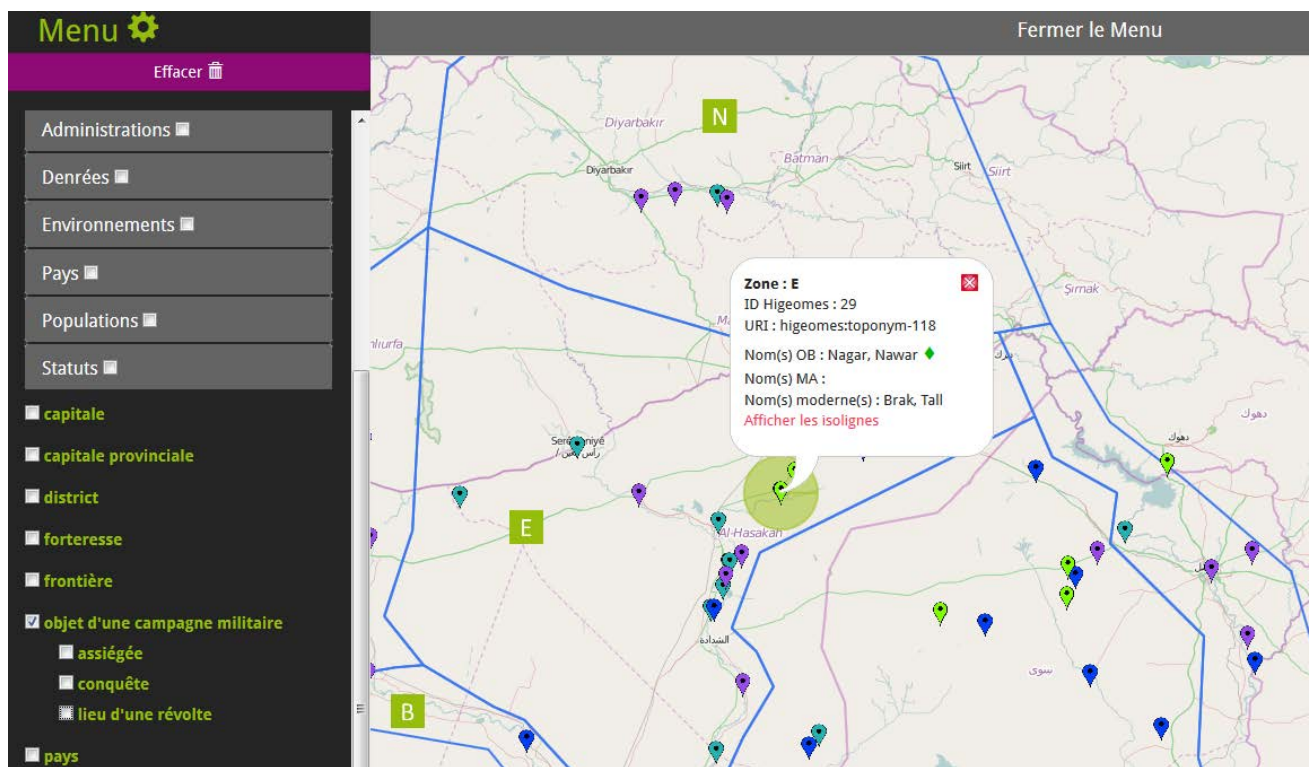 Menu
Fermer le Menu
Effacer
Administrations
Denrées
Environnements
Pays
Populations
Statuts
capitale
capitale provinciale
district
forteresse
frontière
objet d'une campagne militaire
assiégée
conquête
lieu d'une révolte
pays
N
Diyarbakır
Diyarbakır
Batman
Siirt
Siirt
Zone : E
ID Higeomes : 29
URI : higeomes:toponym-118
Nom(s) OB : Nagar, Nawar
Nom(s) MA :
Nom(s) moderne(s) : Brak, Tall
Afficher les isolignes
Şırnak
دهوك
دهوك
رأس العين /
E
Al-Hasakah
الشدادة
B